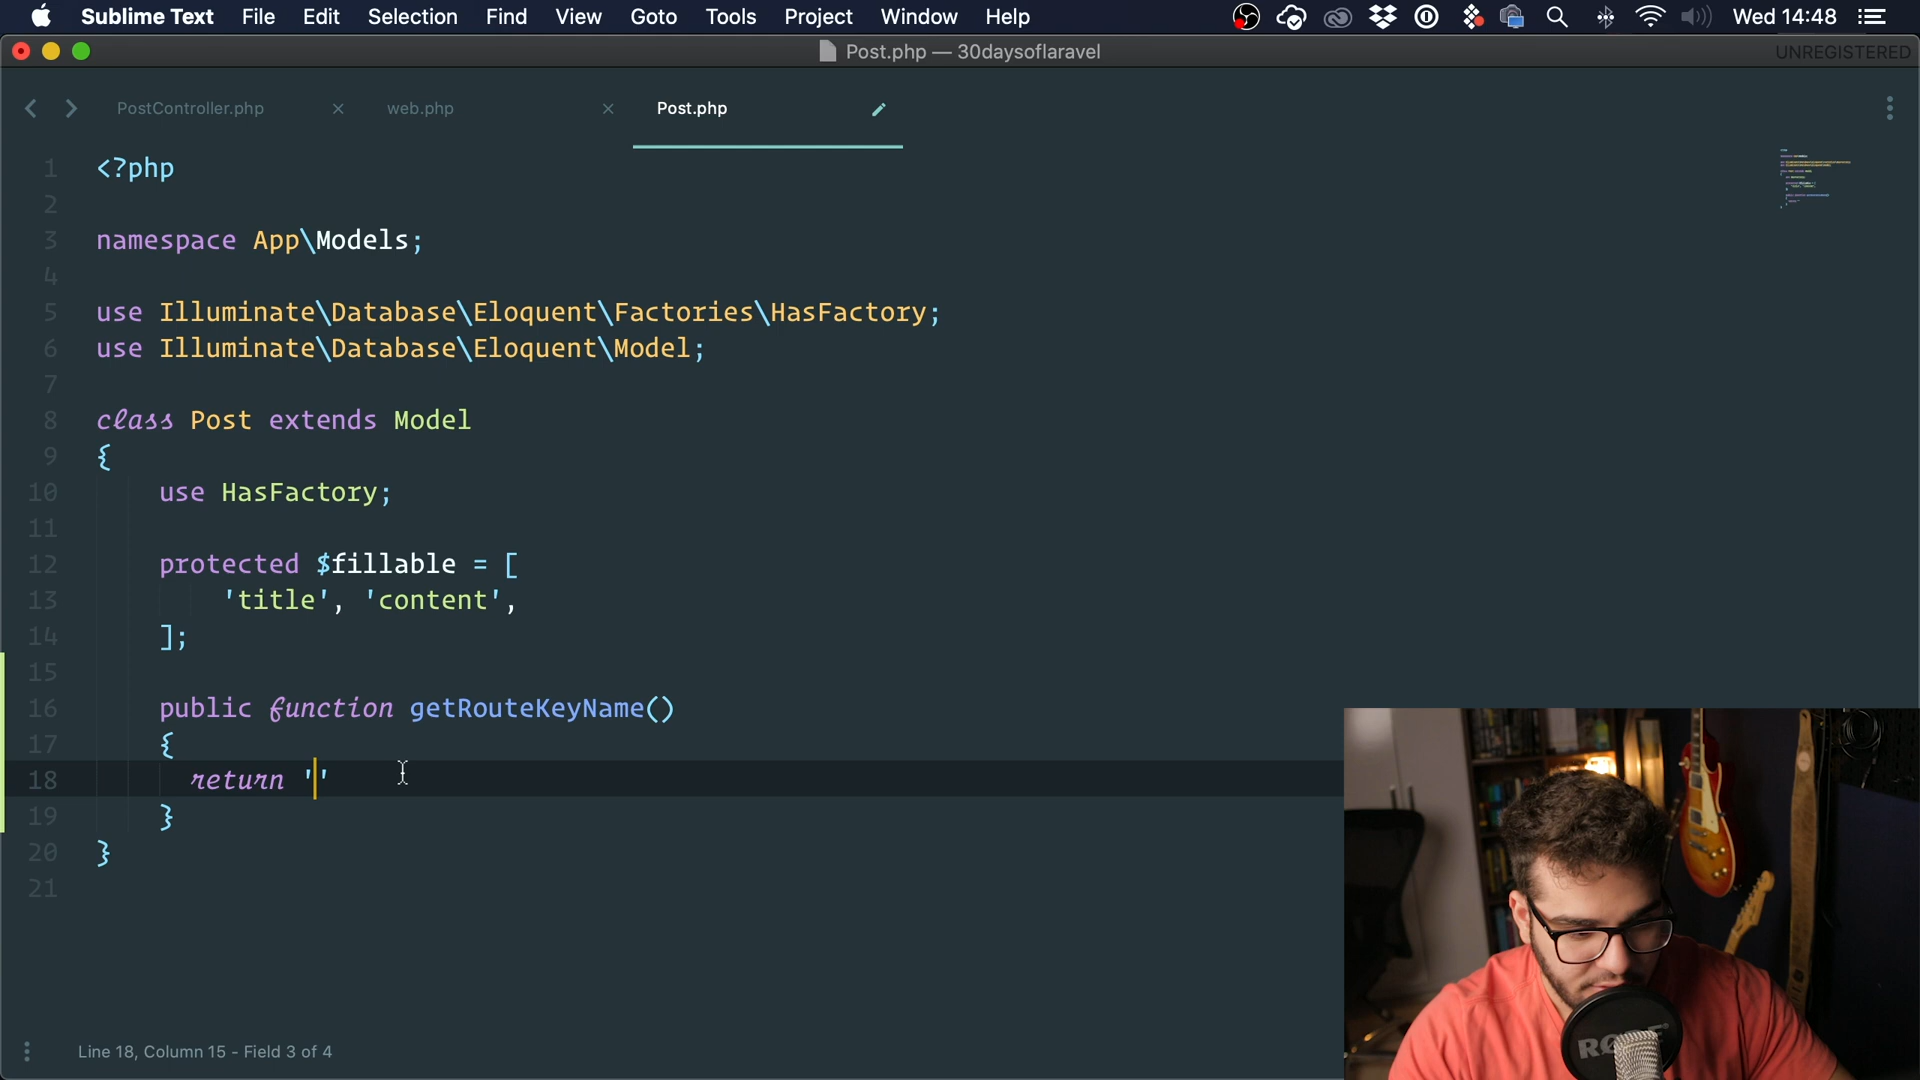 Sublime Text File Edit Selection Find View Goto Tools Project Window Help Wed 14:48
Post.php — 30daysoflaravel UNREGISTERED
PostController.php web.php Post.php
1 <?php
2
3 namespace App\Models;
4
5 use Illuminate\Database\Eloquent\Factories\HasFactory;
6 use Illuminate\Database\Eloquent\Model;
7
8 class Post extends Model
9 {
10 use HasFactory;
11
12 protected $fillable = [
13 'title', 'content',
14 ];
15
16 public function getRouteKeyName()
17 {
18 return ''
19 }
20 }
21
Line 18, Column 15 - Field 3 of 4
RØDE